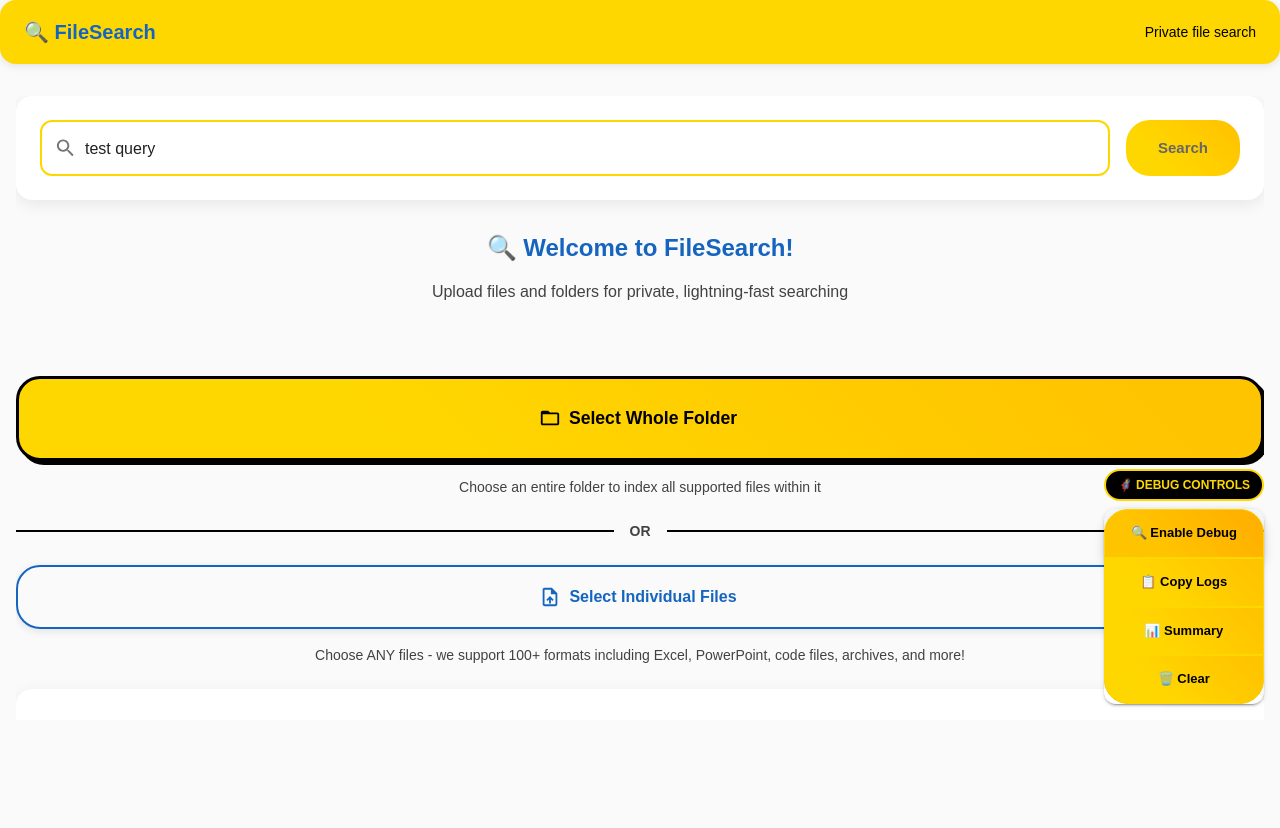 🔍 FileSearch
Private file search
test query
Search
🔍 Welcome to FileSearch!
Upload files and folders for private, lightning-fast searching
Select Whole Folder
Choose an entire folder to index all supported files within it
🦸 DEBUG CONTROLS
OR
🔍 Enable Debug
📋 Copy Logs
Select Individual Files
📊 Summary
Choose ANY files - we support 100+ formats including Excel, PowerPoint, code files, archives, and more!
🗑️ Clear